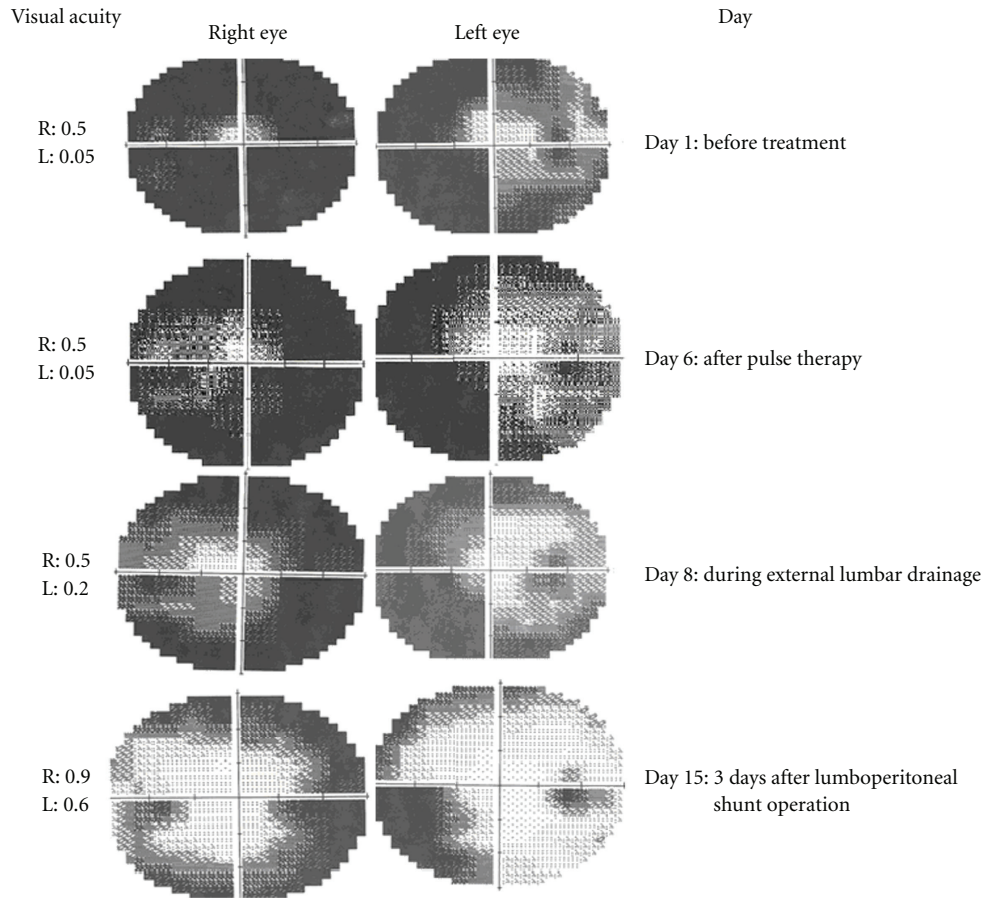 Visual acuity
Right eye
Left eye
Day
R: 0.5
L: 0.05
Day 1: before treatment
R: 0.5
L: 0.05
Day 6: after pulse therapy
R: 0.5
L: 0.2
Day 8: during external lumbar drainage
R: 0.9
L: 0.6
Day 15: 3 days after lumboperitoneal
shunt operation